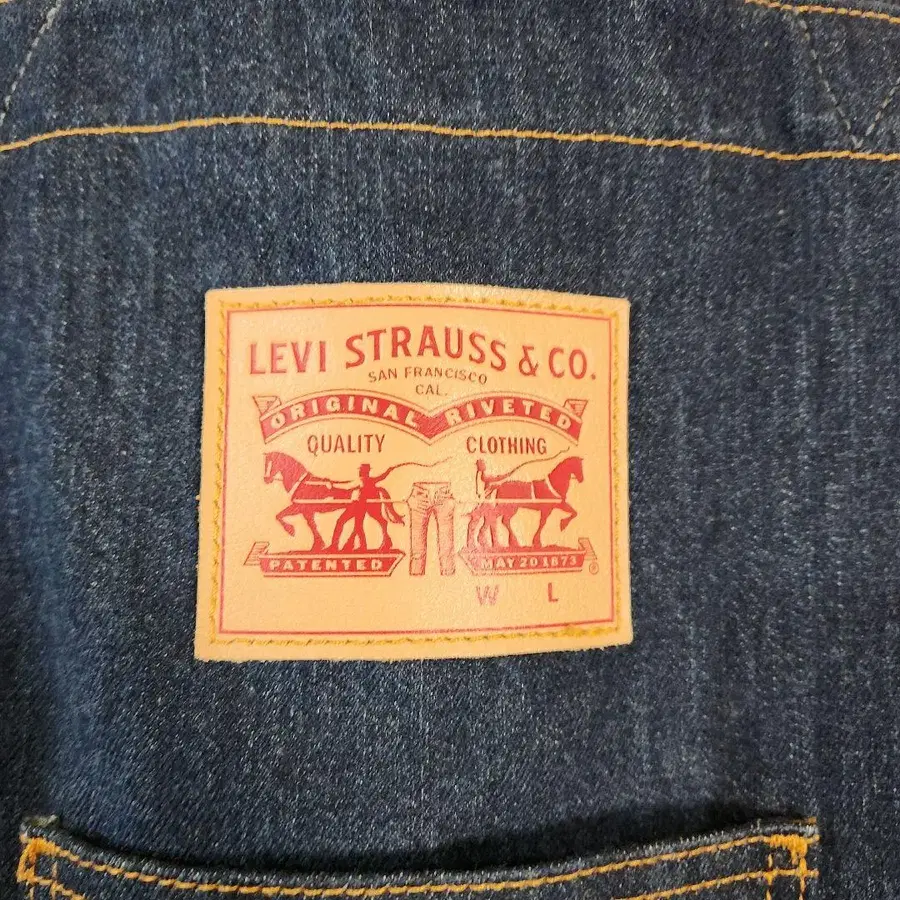 LEVI STRAUSS & CO.
SAN FRANCISCO
CAL.
ORIGINAL RIVETED
QUALITY CLOTHING
PATENTED MAY 20 1873 ®
W L